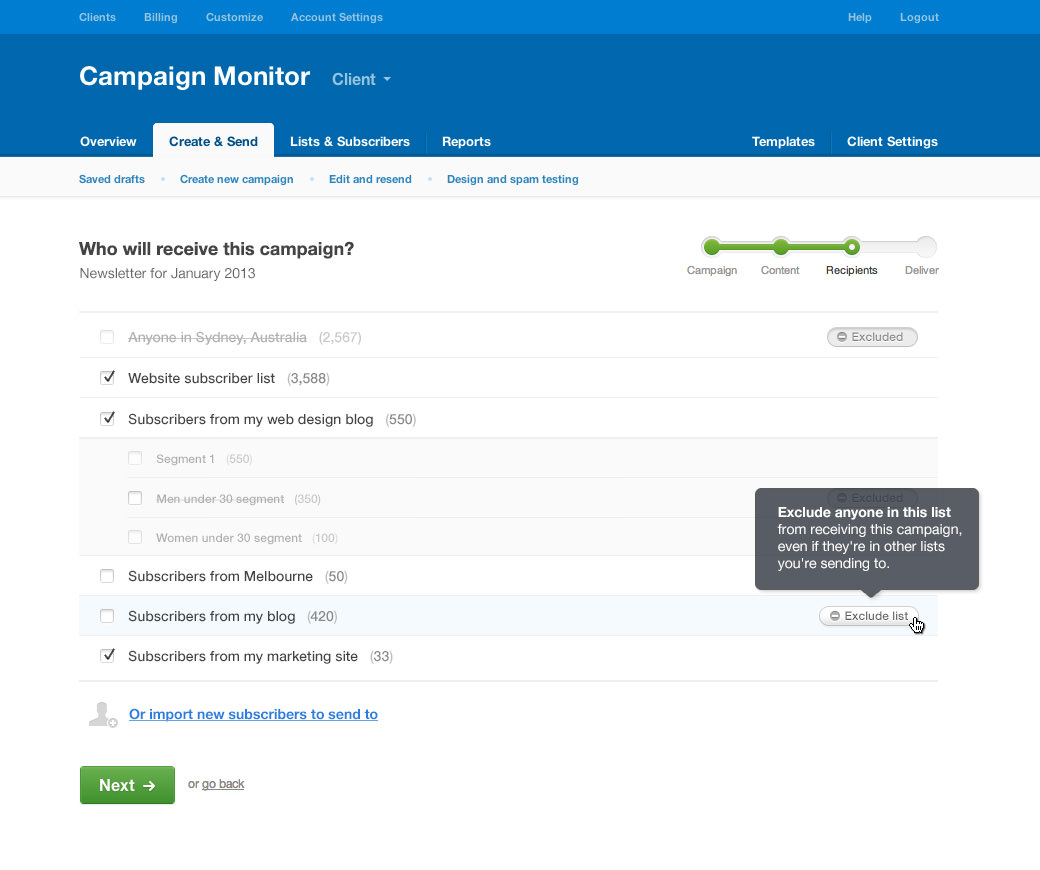 Clients Billing Customize Account Settings Help Logout
Campaign Monitor Client
Overview Create & Send Lists & Subscribers Reports Templates Client Settings
Saved drafts Create new campaign Edit and resend Design and spam testing
Who will receive this campaign?
Newsletter for January 2013
Campaign Content Recipients Deliver
Anyone in Sydney, Australia (2,567) Excluded
Website subscriber list (3,588)
Subscribers from my web design blog (550)
Segment 1 (550)
Men under 30 segment (350) Excluded
Women under 30 segment (100)
Exclude anyone in this list
from receiving this campaign,
even if they're in other lists
you're sending to.
Subscribers from Melbourne (50)
Subscribers from my blog (420) Exclude list
Subscribers from my marketing site (33)
Or import new subscribers to send to
Next → or go back